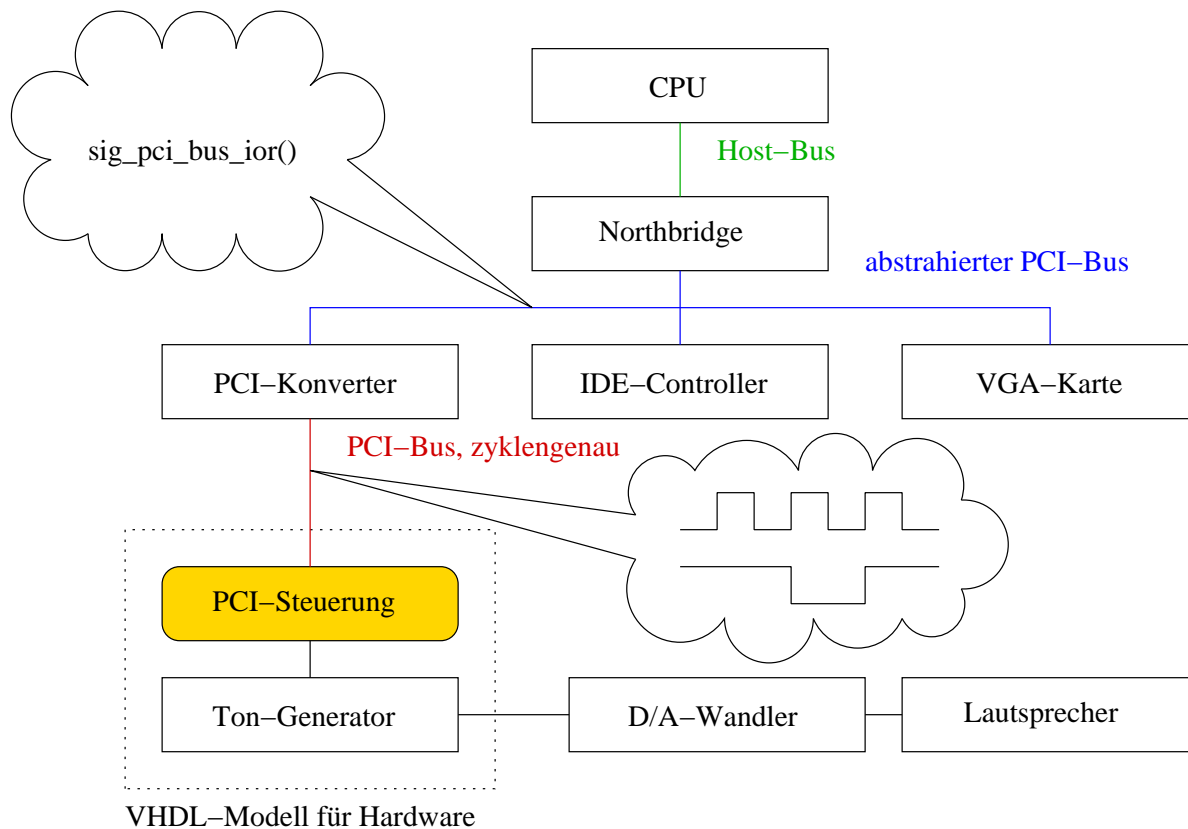 CPU
sig_pci_bus_ior()
Host–Bus
Northbridge
abstrahierter PCI–Bus
PCI–Konverter
IDE–Controller
VGA–Karte
PCI–Bus, zyklengenau
PCI–Steuerung
Ton–Generator
D/A–Wandler
Lautsprecher
VHDL–Modell für Hardware